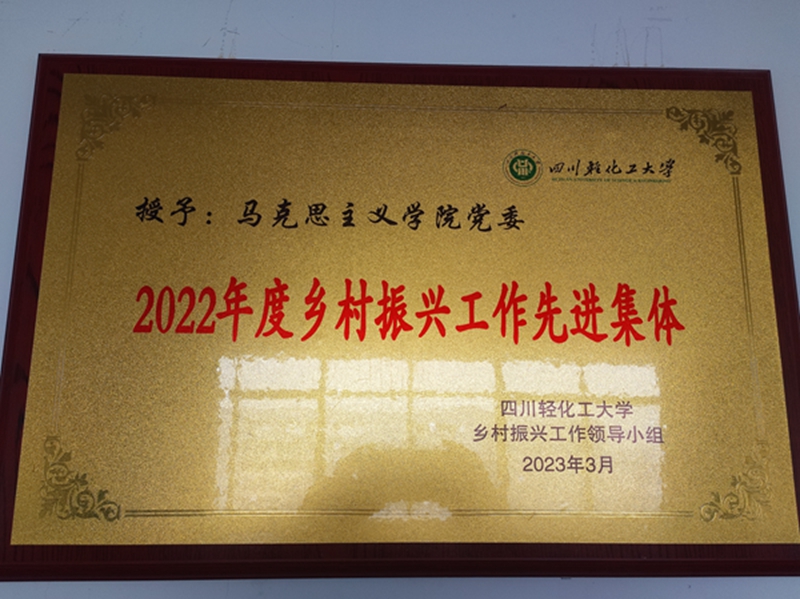 四川轻化工大学
授予：马克思主义学院党委
2022年度乡村振兴工作先进集体
四川轻化工大学
乡村振兴工作领导小组
2023年3月